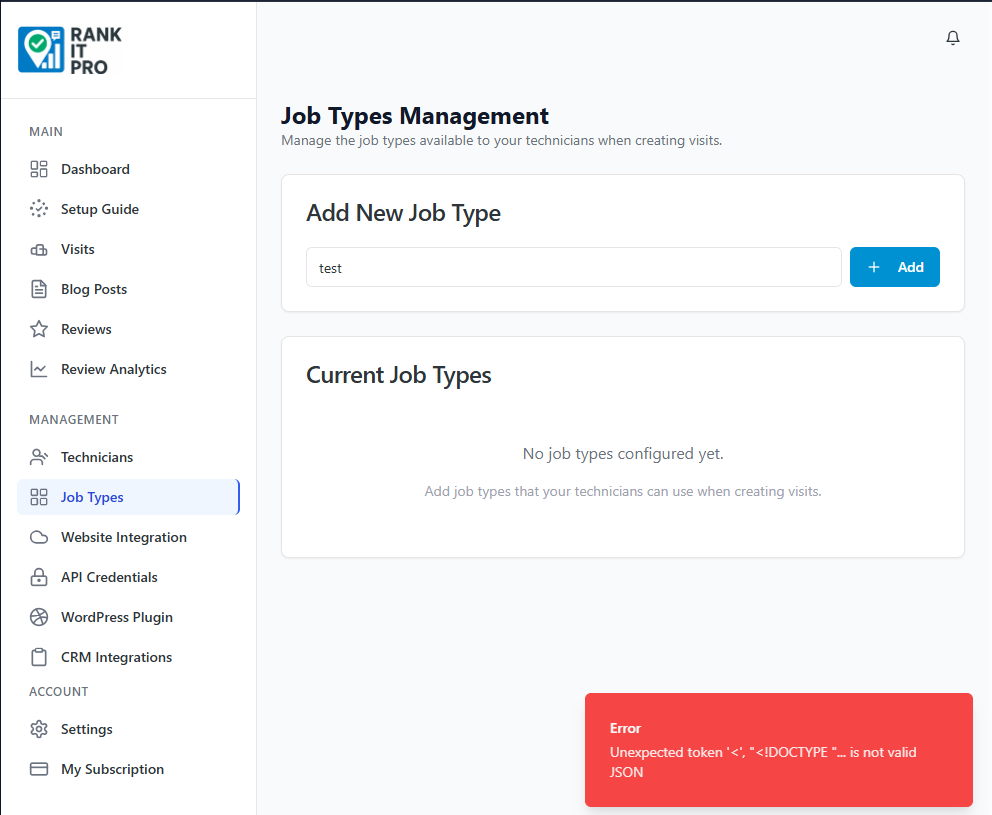 RANK
IT
PRO
MAIN
Dashboard
Setup Guide
Visits
Blog Posts
Reviews
Review Analytics
MANAGEMENT
Technicians
Job Types
Website Integration
API Credentials
WordPress Plugin
CRM Integrations
ACCOUNT
Settings
My Subscription
Job Types Management
Manage the job types available to your technicians when creating visits.
Add New Job Type
test
+ Add
Current Job Types
No job types configured yet.
Add job types that your technicians can use when creating visits.
Error
Unexpected token '<', "<!DOCTYPE "... is not valid
JSON